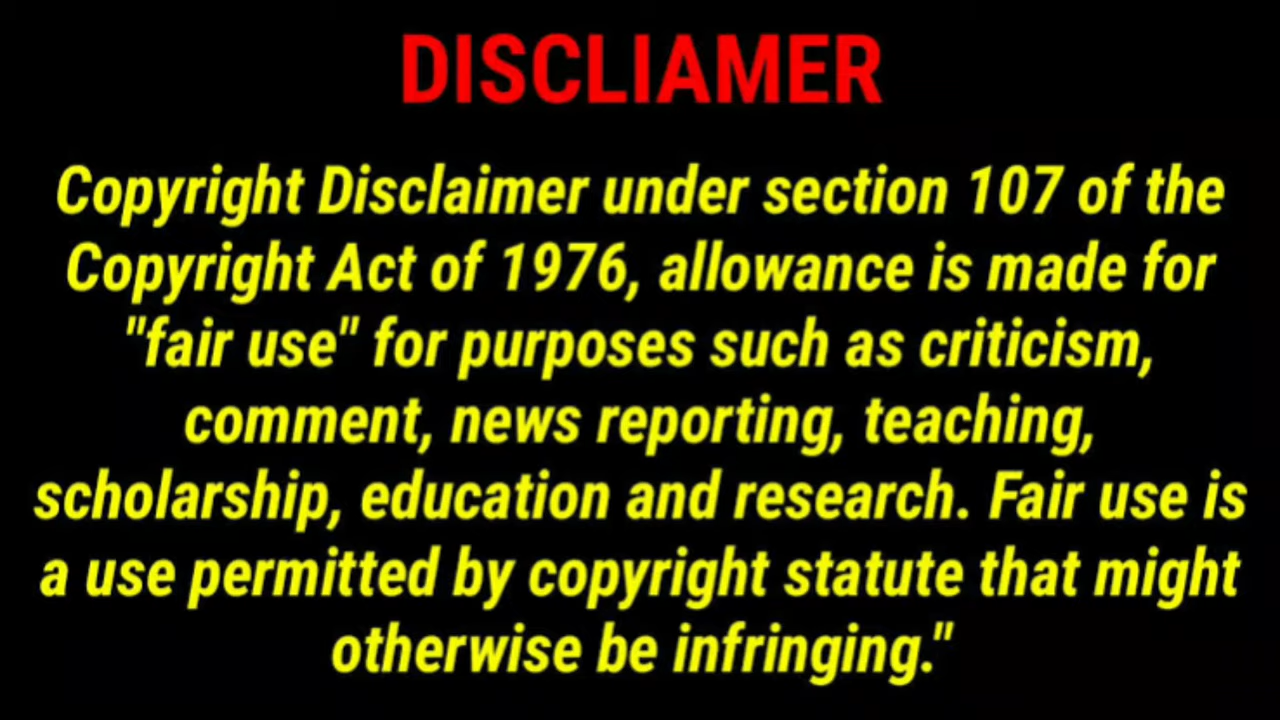 DISCLIAMER
Copyright Disclaimer under section 107 of the
Copyright Act of 1976, allowance is made for
"fair use" for purposes such as criticism,
comment, news reporting, teaching,
scholarship, education and research. Fair use is
a use permitted by copyright statute that might
otherwise be infringing."